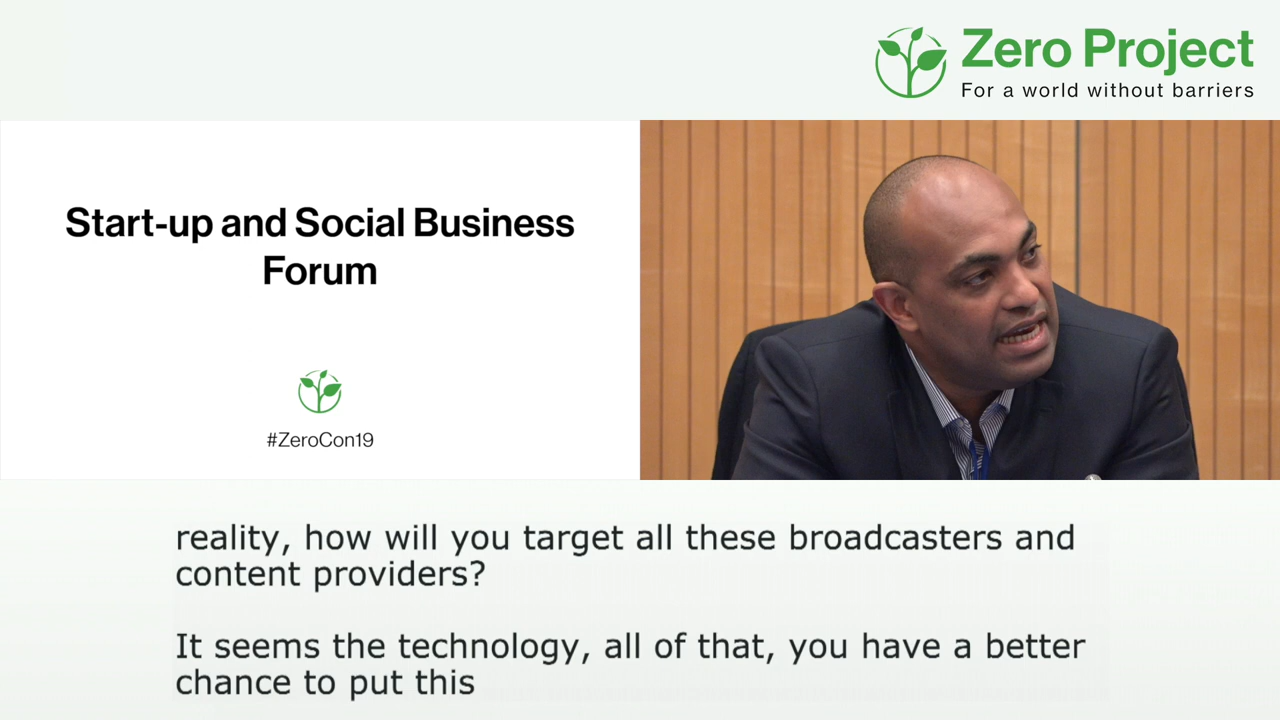 Zero Project
For a world without barriers
Start-up and Social Business
Forum
#ZeroCon19
reality, how will you target all these broadcasters and
content providers?
It seems the technology, all of that, you have a better
chance to put this